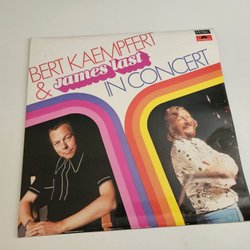 BERT KAEMPFERT
& James Last
IN CONCERT